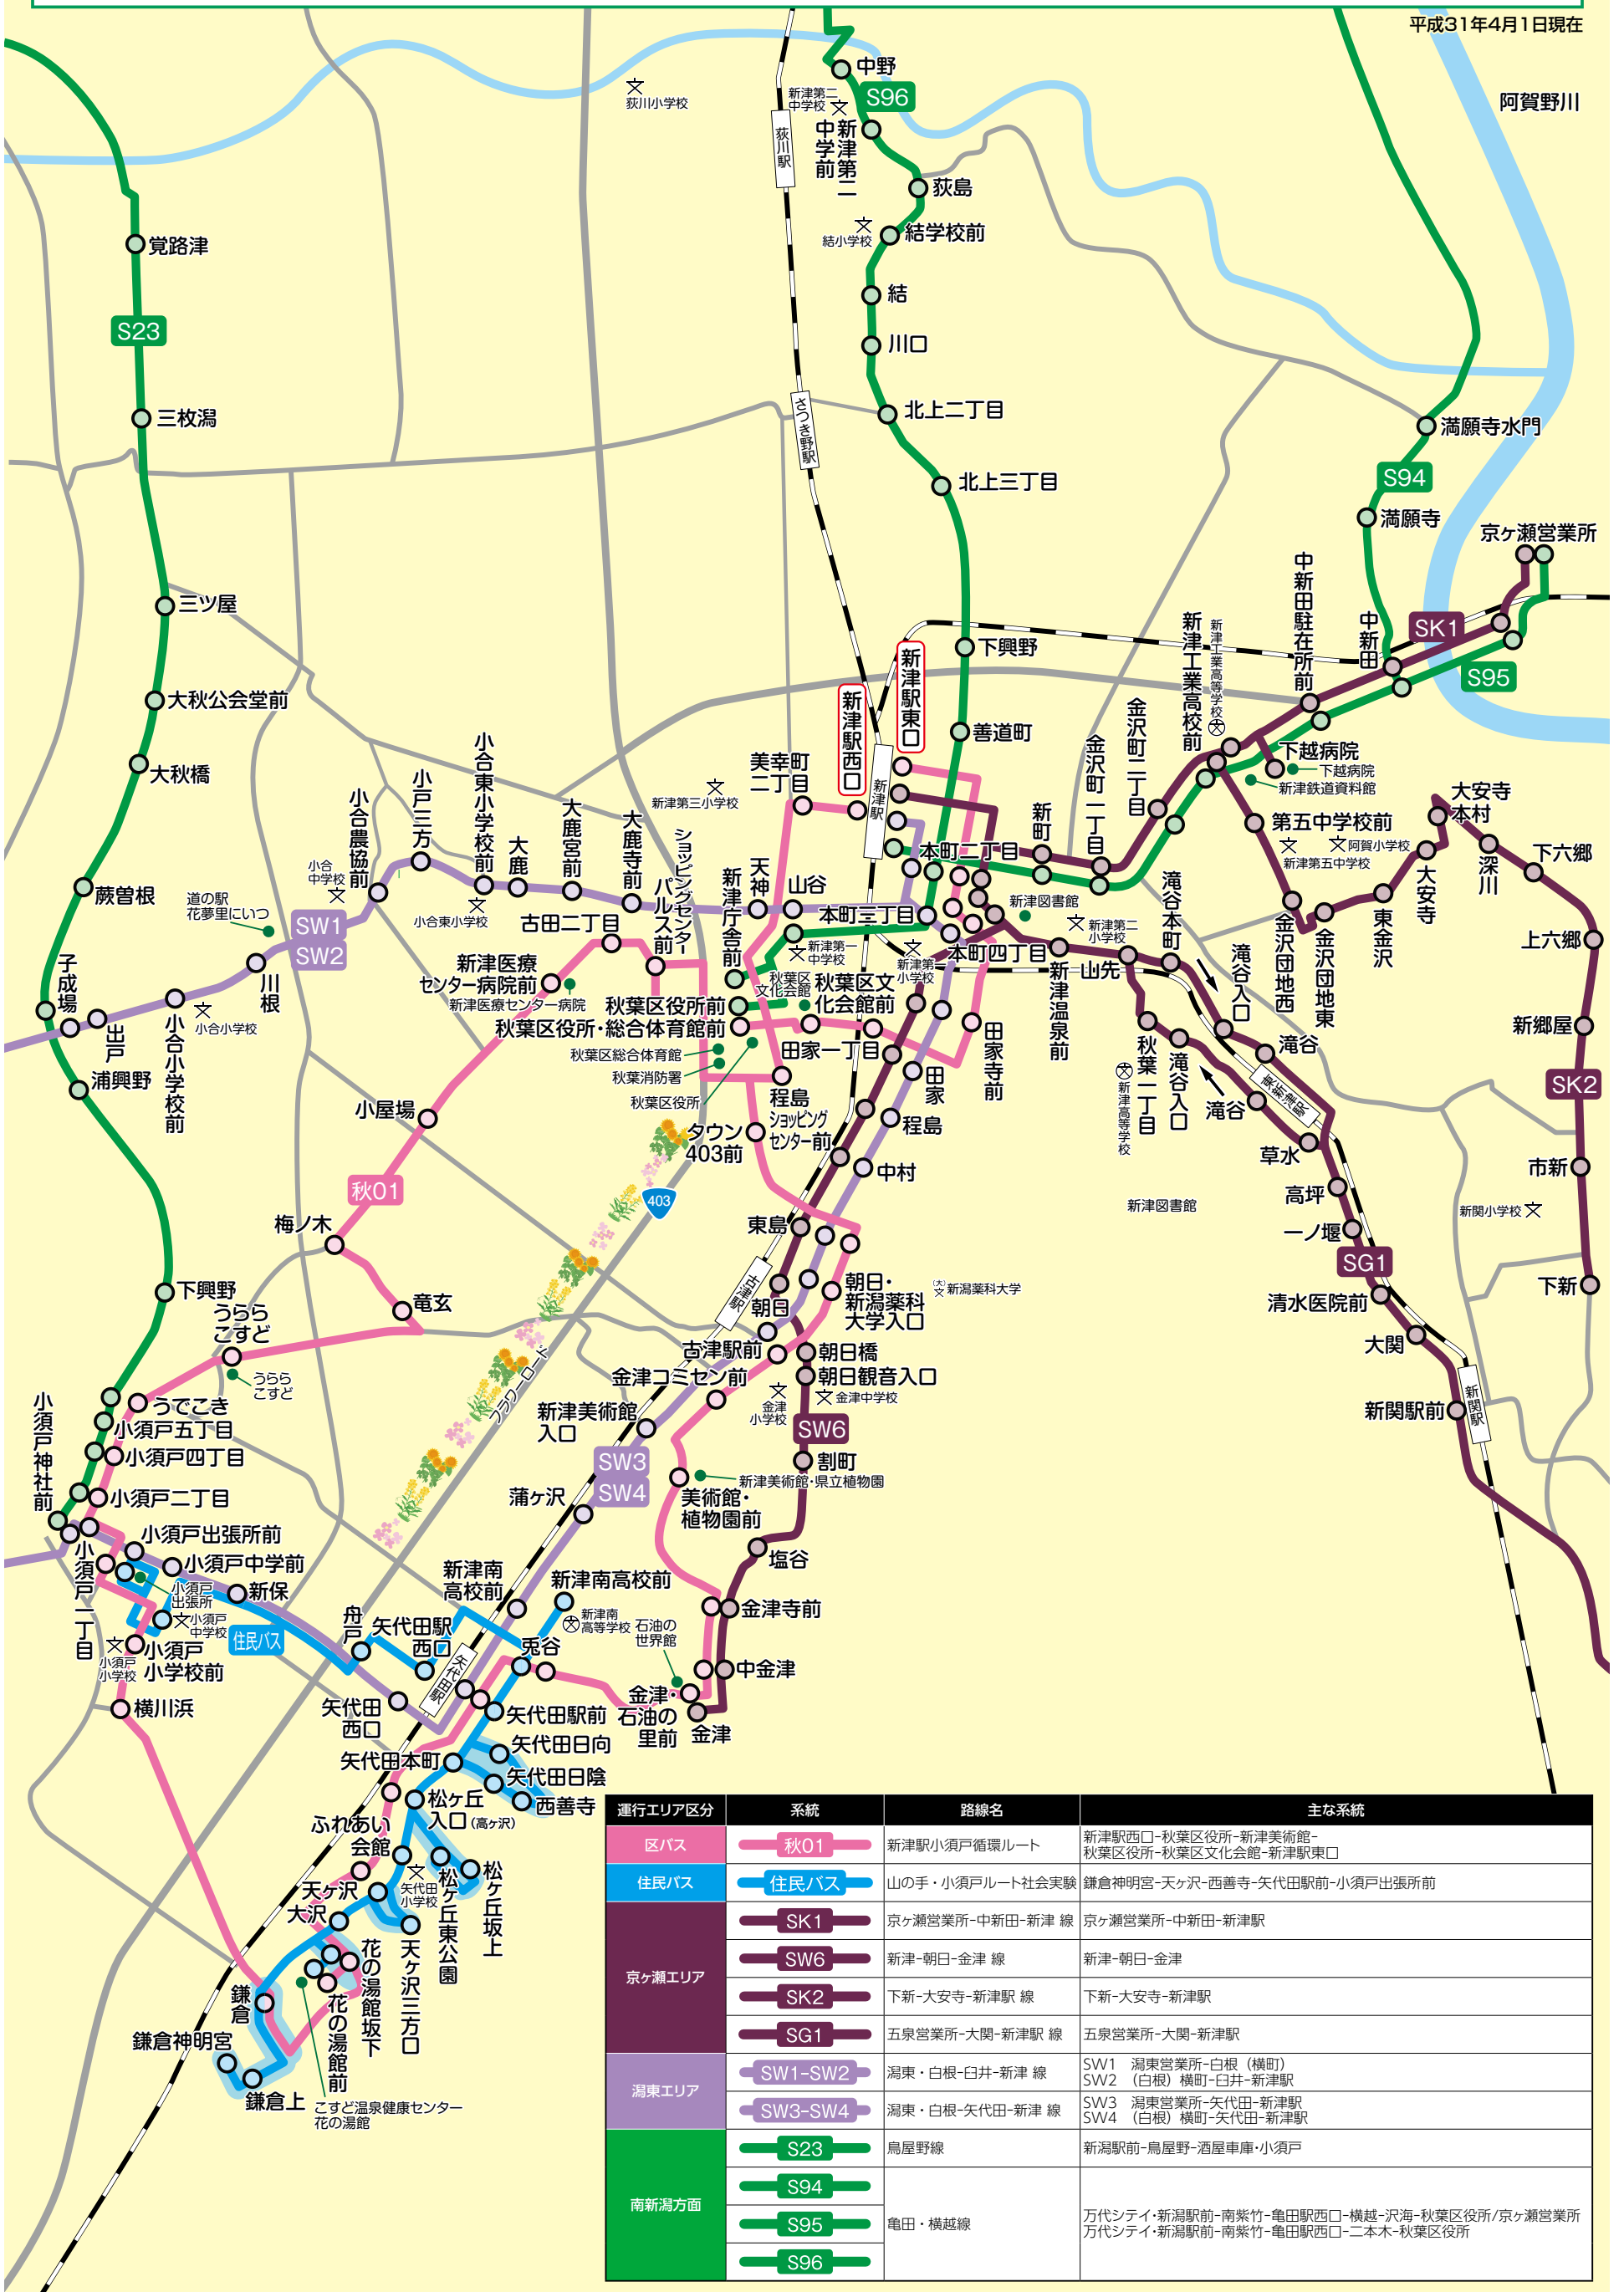 平成31年4月1日現在
阿賀野川
中野
S96
新津第二
中学校
新津第二
中学前
荻川小学校
荻川駅
荻島
結学校前
結小学校
結
川口
北上二丁目
さつき野駅
北上三丁目
覚路津
S23
三枚潟
三ツ屋
大秋公会堂前
大秋橋
蕨曽根
満願寺水門
S94
満願寺
京ヶ瀬営業所
中新田駐在所前
中新田
SK1
S95
新津工業高校前
新津工業高等学校
下興野
新津駅東口
新津駅西口
新津駅
善道町
美幸町
二丁目
新津第三小学校
金沢町二丁目
金沢町一丁目
新町
下越病院
下越病院
新津鉄道資料館
第五中学校前
新津第五中学校
阿賀小学校
大安寺
本村
深川
下六郷
大安寺
東金沢
金沢団地東
金沢団地西
上六郷
新郷屋
SK2
市新
新関小学校
下新
小合東小学校前
小戸三方
小合農協前
小合
中学校
大鹿
大鹿宮前
大鹿寺前
小合東小学校
ショッピングセンター
パルス前
古田二丁目
道の駅
花夢里にいつ
SW1
SW2
川根
小合小学校
小合小学校前
出戸
子成場
浦興野
新津庁舎前
天神
山谷
本町二丁目
本町三丁目
本町四丁目
新津図書館
新津第二
小学校
新津第一
中学校
新津第一
小学校
滝谷本町
滝谷入口
滝谷
山先
新津温泉前
秋葉一丁目
新津高等学校
滝谷入口
滝谷
東新津駅
草水
高坪
一ノ堰
SG1
清水医院前
大関
新関駅前
新関駅
新津図書館
新津医療
センター病院前
新津医療センター病院
秋葉区
文化会館
秋葉区文
化会館前
秋葉区役所前
秋葉区役所・総合体育館前
秋葉区総合体育館
秋葉消防署
秋葉区役所
田家一丁目
田家
田家寺前
程島
ショッピング
センター前
程島
タウン
403前
中村
403
小屋場
秋01
梅ノ木
竜玄
下興野
うらら
こすど
うらら
こすど
東島
古津駅
朝日
朝日・
新潟薬科
大学入口
(大)
新潟薬科大学
古津駅前
朝日橋
朝日観音入口
金津コミセン前
金津
小学校
金津中学校
SW6
割町
フラワーロード
新津美術館
入口
SW3
SW4
新津美術館・県立植物園
美術館・
植物園前
蒲ヶ沢
塩谷
うでこき
小須戸五丁目
小須戸四丁目
小須戸二丁目
小須戸神社前
小須戸出張所前
小須戸中学前
小須戸一丁目
小須戸
出張所
新保
小須戸
中学校
住民バス
小須戸
小学校
小須戸
小学校前
横川浜
新津南
高校前
新津南高校前
新津南
高等学校
石油の
世界館
金津寺前
舟戸
矢代田駅
西口
兎谷
中金津
矢代田駅
矢代田
西口
矢代田駅前
金津・
石油の
里前
金津
矢代田日向
矢代田本町
矢代田日陰
西善寺
松ヶ丘
入口(高ヶ沢)
ふれあい
会館
天ヶ沢
矢代田
小学校
松ヶ丘東公園
松ヶ丘坂上
大沢
天ヶ沢三方口
花の湯館坂下
花の湯館前
鎌倉
鎌倉神明宮
鎌倉上
こすど温泉健康センター
花の湯館
運行エリア区分 系統 路線名 主な系統
区バス 秋01 新津駅小須戸循環ルート 新津駅西口-秋葉区役所-新津美術館-
秋葉区役所-秋葉区文化会館-新津駅東口
住民バス 住民バス 山の手・小須戸ルート社会実験 鎌倉神明宮-天ヶ沢-西善寺-矢代田駅前-小須戸出張所前
京ヶ瀬エリア
SK1 京ヶ瀬営業所-中新田-新津 線 京ヶ瀬営業所-中新田-新津駅
SW6 新津-朝日-金津 線 新津-朝日-金津
SK2 下新-大安寺-新津駅 線 下新-大安寺-新津駅
SG1 五泉営業所-大関-新津駅 線 五泉営業所-大関-新津駅
潟東エリア
SW1-SW2 潟東・白根-臼井-新津 線 SW1 潟東営業所-白根（横町）
SW2 （白根）横町-臼井-新津駅
SW3-SW4 潟東・白根-矢代田-新津 線 SW3 潟東営業所-矢代田-新津駅
SW4 （白根）横町-矢代田-新津駅
南新潟方面
S23 鳥屋野線 新潟駅前-鳥屋野-酒屋車庫・小須戸
S94
S95 亀田・横越線 万代シテイ・新潟駅前-南紫竹-亀田駅西口-横越-沢海-秋葉区役所/京ヶ瀬営業所
万代シテイ・新潟駅前-南紫竹-亀田駅西口-二本木-秋葉区役所
S96